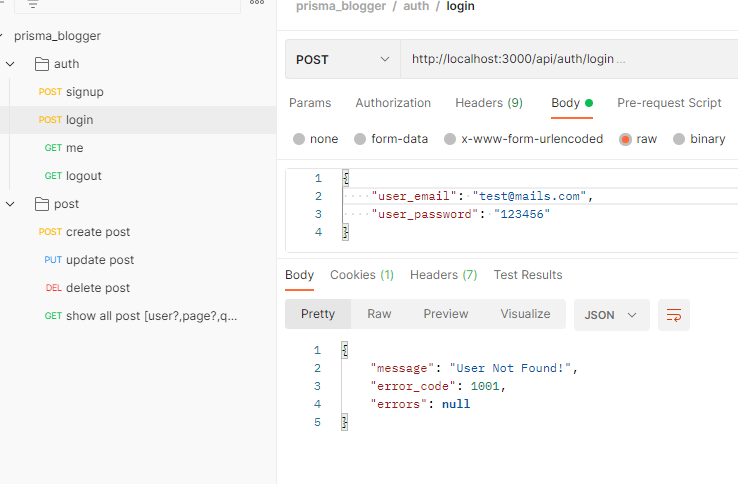 prisma_blogger
auth
POST signup
POST login
GET me
GET logout
post
POST create post
PUT update post
DEL delete post
GET show all post [user?,page?,q...
prisma_blogger / auth / login
POST http://localhost:3000/api/auth/login ...
Params Authorization Headers (9) Body Pre-request Script
none form-data x-www-form-urlencoded raw binary
1 {
2 "user_email": "test@mails.com",
3 "user_password": "123456"
4 }
Body Cookies (1) Headers (7) Test Results
Pretty Raw Preview Visualize JSON
1 {
2 "message": "User Not Found!",
3 "error_code": 1001,
4 "errors": null
5 }